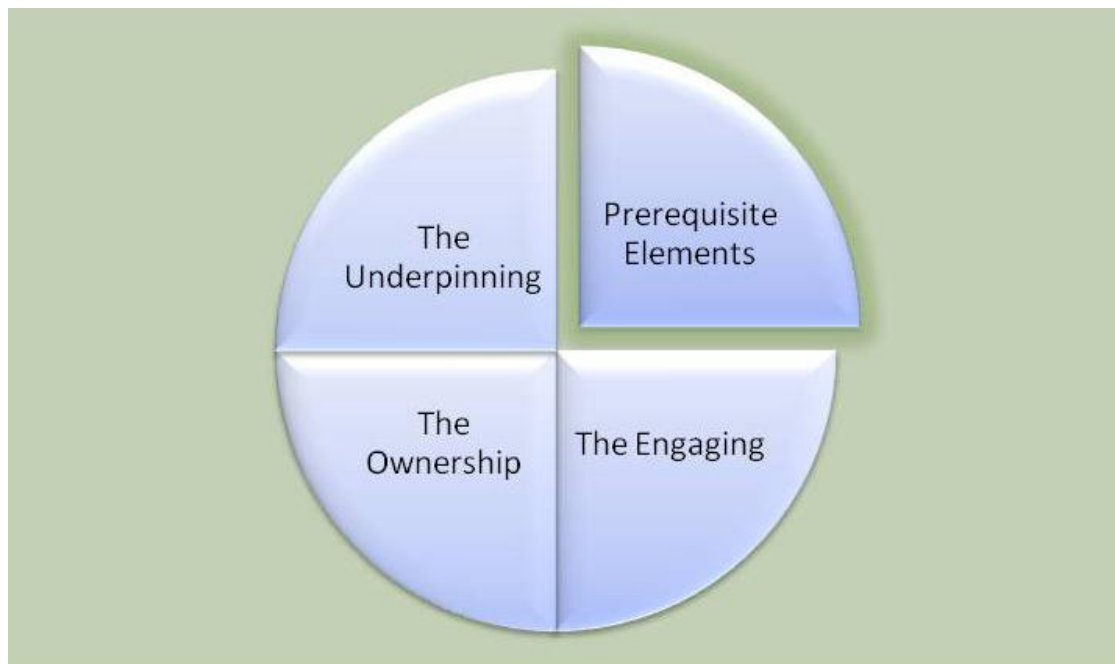 The
Underpinning
Prerequisite
Elements
The
Ownership
The Engaging